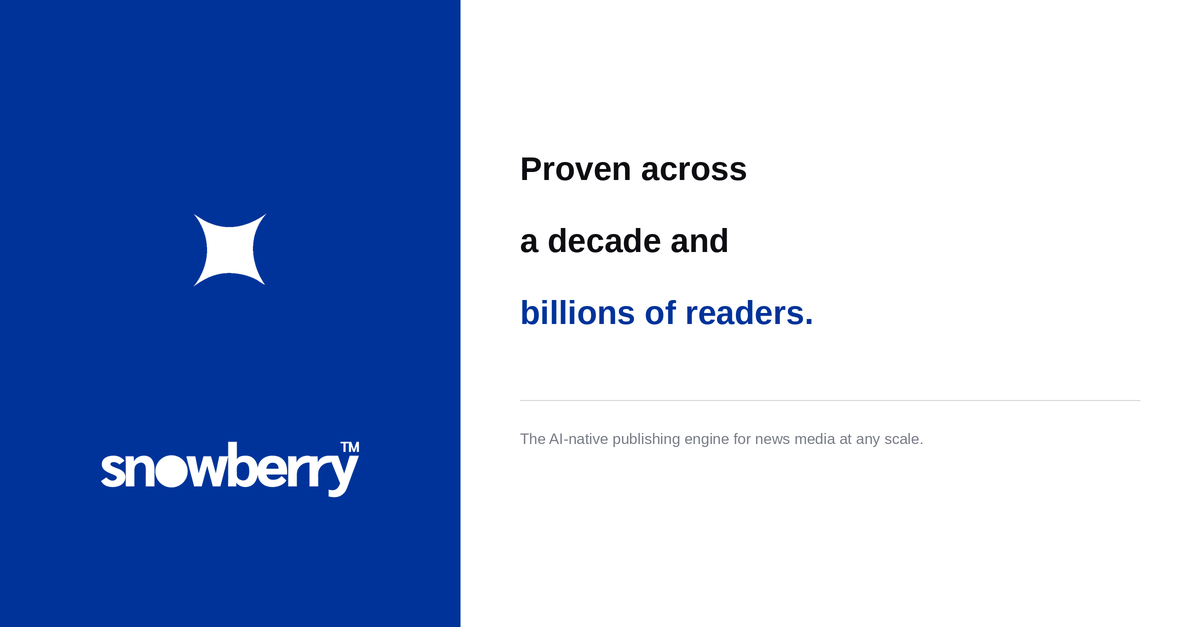 snowberry™
Proven across
a decade and
billions of readers.
The AI-native publishing engine for news media at any scale.